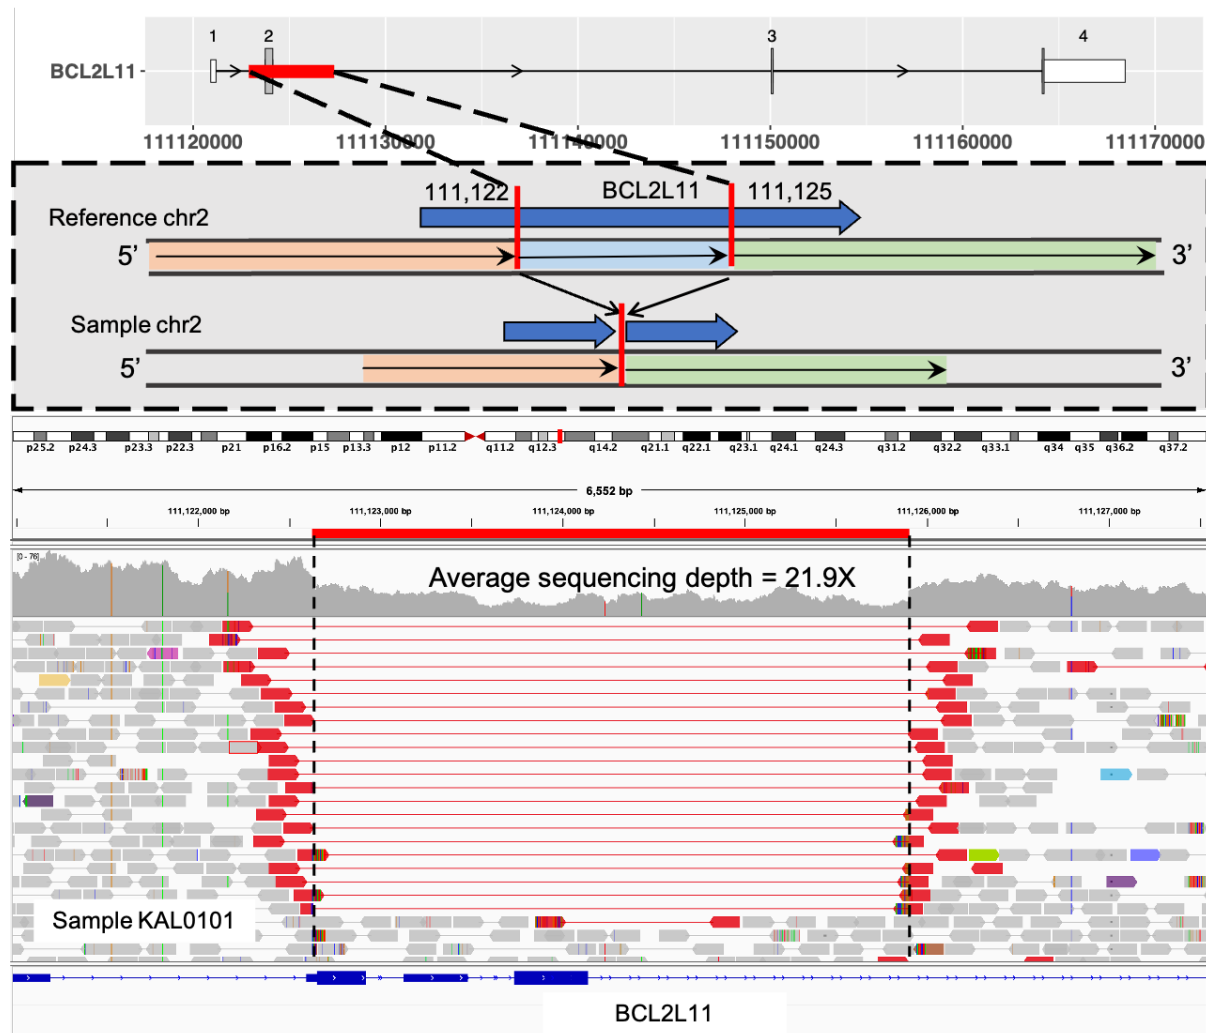 1 2 3 4
BCL2L11
111120000 111130000 111140000 111150000 111160000 111170000
111,122 BCL2L11 111,125
Reference chr2
5’ 3’
Sample chr2
5’ 3’
p25.2 p24.3 p23.3 p22.3 p21 p16.2 p15 p13.3 p12 p11.2 q11.2 q12.3 q14.2 q21.1 q22.1 q23.1 q24.1 q24.3 q31.2 q32.2 q33.1 q34 q35 q36.2 q37.2
6,552 bp
111,122,000 bp 111,123,000 bp 111,124,000 bp 111,125,000 bp 111,126,000 bp 111,127,000 bp
[0 - 76]
Average sequencing depth = 21.9X
Sample KAL0101
BCL2L11